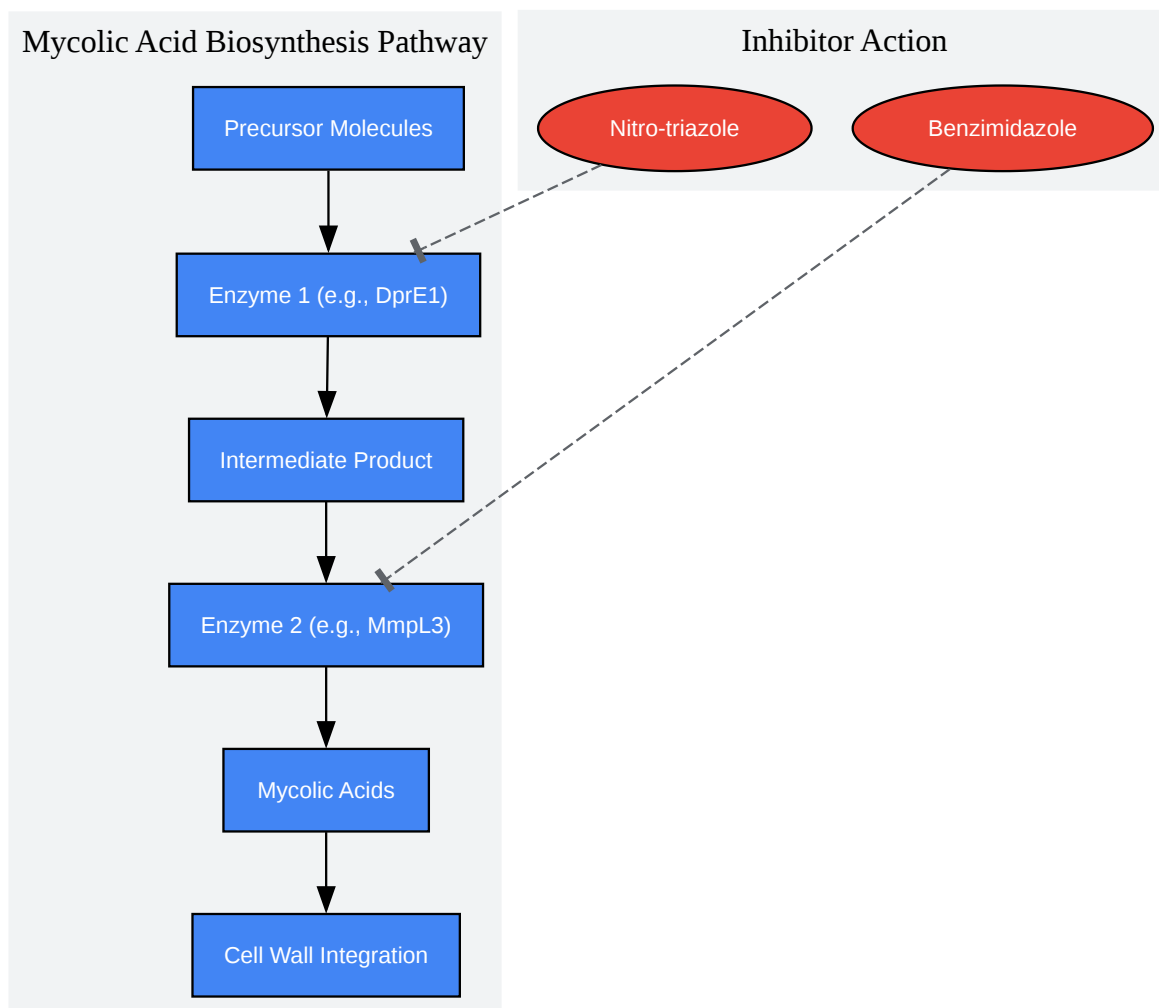 Mycolic Acid Biosynthesis Pathway
Precursor Molecules
Enzyme 1 (e.g., DprE1)
Intermediate Product
Enzyme 2 (e.g., MmpL3)
Mycolic Acids
Cell Wall Integration
Inhibitor Action
Nitro-triazole
Benzimidazole